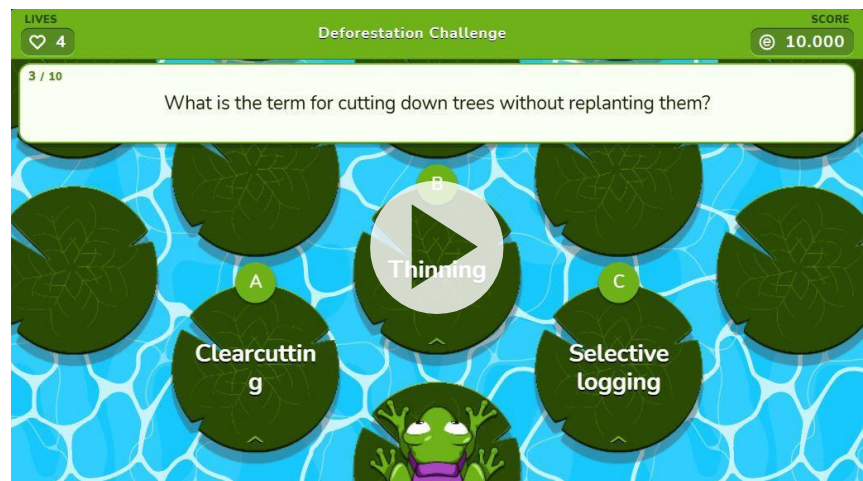 LIVES
4
Deforestation Challenge
SCORE
ⓔ 10.000
3 / 10
What is the term for cutting down trees without replanting them?
B
Thinning
A
Clearcuttin
g
C
Selective
logging